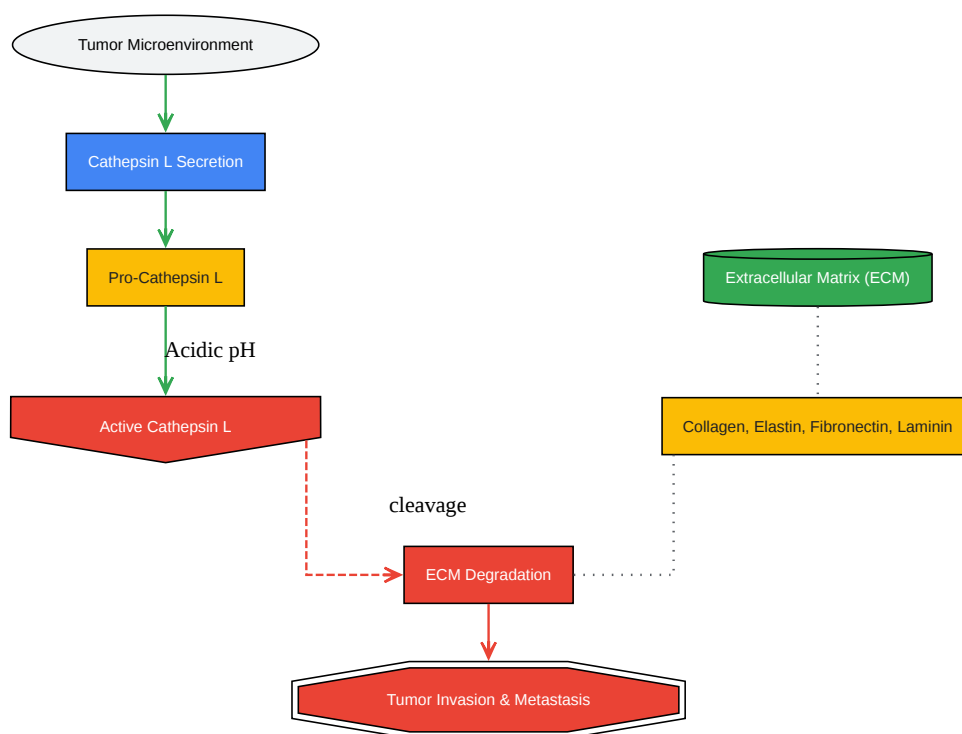 Tumor Microenvironment
Cathepsin L Secretion
Pro-Cathepsin L
Extracellular Matrix (ECM)
Acidic pH
Active Cathepsin L
Collagen, Elastin, Fibronectin, Laminin
cleavage
ECM Degradation
Tumor Invasion & Metastasis